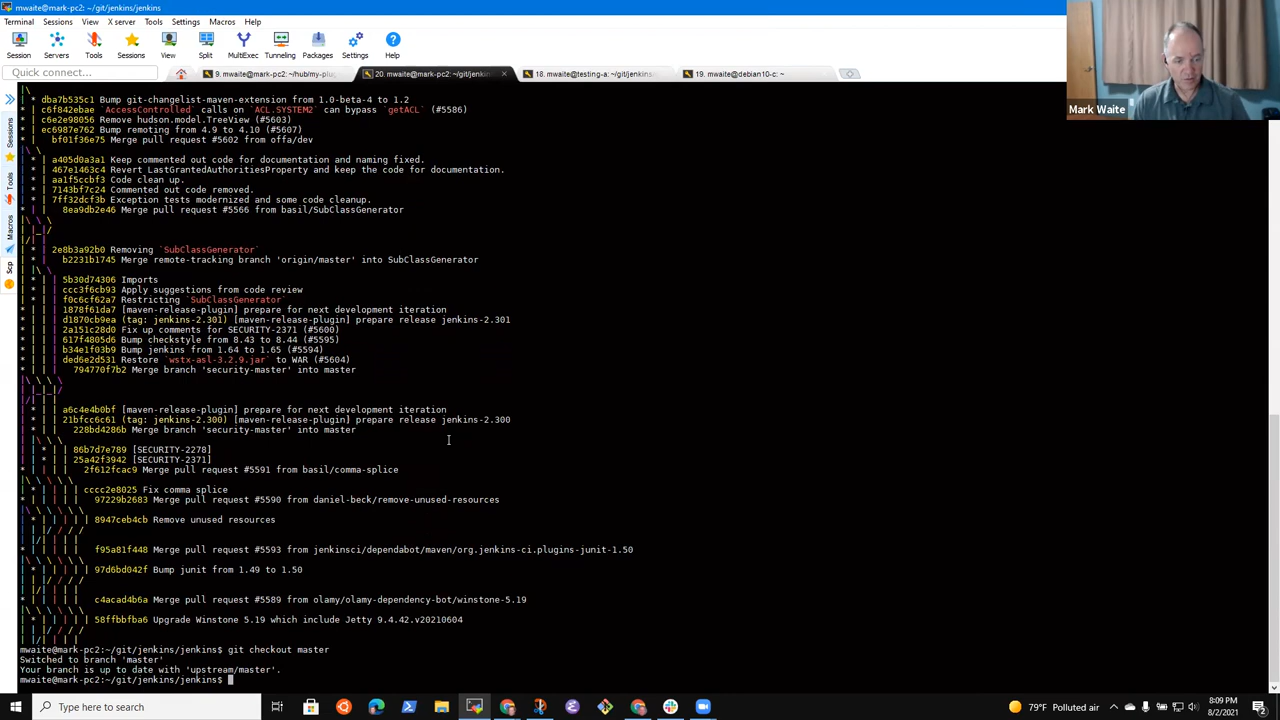 mwaite@mark-pc2:~/git/jenkins/jenkins
Terminal Sessions View X server Tools Settings Macros Help
Session Servers Tools Sessions View Split MultiExec Tunneling Packages Settings Help
Mark Waite
Quick connect...
9. mwaite@mark-pc2: ~/hub/my-plug
20. mwaite@mark-pc2: ~/git/jenkin
18. mwaite@testing-a: ~/git/jenkins
19. mwaite@debian10-c: ~
Sessions
Tools
Macros
Scp
|\
| * dba7b535c1 Bump git-changelist-maven-extension from 1.0-beta-4 to 1.2
* | c6f842ebae `AccessControlled` calls on `ACL.SYSTEM2` can bypass `getACL` (#5586)
* | c6e2e98056 Remove hudson.model.TreeView (#5603)
* | ec6987e762 Bump remoting from 4.9 to 4.10 (#5607)
* | bf01f36e75 Merge pull request #5602 from offa/dev
|\ \
| * | a405d0a3a1 Keep commented out code for documentation and naming fixed.
| * | 467e1463c4 Revert LastGrantedAuthoritiesProperty and keep the code for documentation.
| * | aa1f5ccbf3 Code clean up.
| * | 7143bf7c24 Commented out code removed.
| * | 7ff32dcf3b Exception tests modernized and some code cleanup.
* | | 8ea9db2e46 Merge pull request #5566 from basil/SubClassGenerator
|\ \ \
| |_|/
|/| |
| * | 2e8b3a92b0 Removing `SubClassGenerator`
| * | b2231b1745 Merge remote-tracking branch 'origin/master' into SubClassGenerator
| |\ \
| * | | 5b30d74306 Imports
| * | | ccc3f6cb93 Apply suggestions from code review
| * | | f0c6cf62a7 Restricting `SubClassGenerator`
* | | | 1878f61da7 [maven-release-plugin] prepare for next development iteration
* | | | d1870cb9ea (tag: jenkins-2.301) [maven-release-plugin] prepare release jenkins-2.301
* | | | 2a151c28d0 Fix up comments for SECURITY-2371 (#5600)
* | | | 617f4805d6 Bump checkstyle from 8.43 to 8.44 (#5595)
* | | | b34e1f03b9 Bump jenkins from 1.64 to 1.65 (#5594)
* | | | ded6e2d531 Restore `wstx-asl-3.2.9.jar` to WAR (#5604)
* | | | 794770f7b2 Merge branch 'security-master' into master
|\ \ \ \
| |_|_|/
|/| | |
| * | | a6c4e4b0bf [maven-release-plugin] prepare for next development iteration
| * | | 21bfcc6c61 (tag: jenkins-2.300) [maven-release-plugin] prepare release jenkins-2.300
| * | | 228bd4286b Merge branch 'security-master' into master
| |\ \ \
| | * | | 86b7d7e789 [SECURITY-2278]
| | * | | 25a42f3942 [SECURITY-2371]
* | | | | 2f612fcac9 Merge pull request #5591 from basil/comma-splice
|\ \ \ \ \
| * | | | | cccc2e8025 Fix comma splice
* | | | | | 97229b2683 Merge pull request #5590 from daniel-beck/remove-unused-resources
|\ \ \ \ \ \
| * | | | | | 8947ceb4cb Remove unused resources
| | |/ / / /
| |/| | | |
* | | | | | f95a81f448 Merge pull request #5593 from jenkinsci/dependabot/maven/org.jenkins-ci.plugins-junit-1.50
|\ \ \ \ \ \
| * | | | | | 97d6bd042f Bump junit from 1.49 to 1.50
| | |/ / / /
| |/| | | |
* | | | | | c4acad4b6a Merge pull request #5589 from olamy/olamy-dependency-bot/winstone-5.19
|\ \ \ \ \ \
| * | | | | | 58ffbbfba6 Upgrade Winstone 5.19 which include Jetty 9.4.42.v20210604
| | |/ / / /
| |/| | | |
mwaite@mark-pc2:~/git/jenkins/jenkins$ git checkout master
Switched to branch 'master'
Your branch is up to date with 'upstream/master'.
mwaite@mark-pc2:~/git/jenkins/jenkins$
Type here to search
79°F Polluted air
8:09 PM
8/2/2021